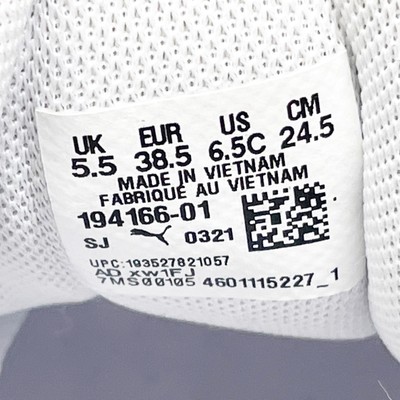 UK EUR US CM
5.5 38.5 6.5C 24.5
MADE IN VIETNAM
FABRIQUÉ AU VIETNAM
194166-01
SJ 0321
UPC:193527821057
AD xw1FJ
7MS00105 4601115227_1